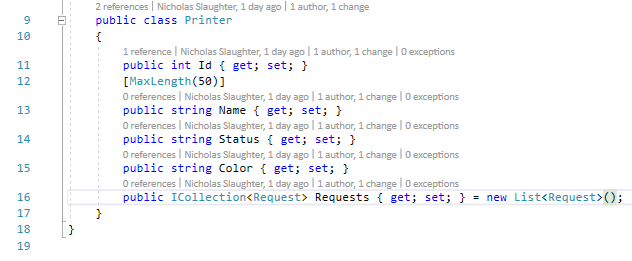 2 references | Nicholas Slaughter, 1 day ago | 1 author, 1 change
9 public class Printer
10 {
1 reference | Nicholas Slaughter, 1 day ago | 1 author, 1 change | 0 exceptions
11 public int Id { get; set; }
12 [MaxLength(50)]
0 references | Nicholas Slaughter, 1 day ago | 1 author, 1 change | 0 exceptions
13 public string Name { get; set; }
0 references | Nicholas Slaughter, 1 day ago | 1 author, 1 change | 0 exceptions
14 public string Status { get; set; }
0 references | Nicholas Slaughter, 1 day ago | 1 author, 1 change | 0 exceptions
15 public string Color { get; set; }
0 references | Nicholas Slaughter, 1 day ago | 1 author, 1 change | 0 exceptions
16 public ICollection<Request> Requests { get; set; } = new List<Request>();
17 }
18 }
19